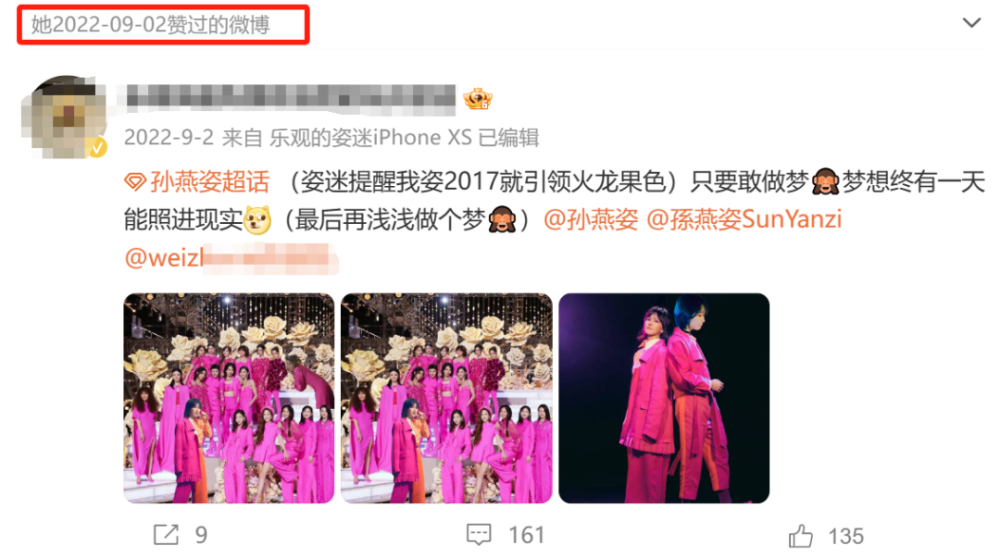 她2022-09-02赞过的微博
2022-9-2 来自 乐观的姿迷iPhone XS 已编辑
孙燕姿超话 （姿迷提醒我姿2017就引领火龙果色）只要敢做梦🙊梦想终有一天
能照进现实（最后再浅浅做个梦🙊）@孙燕姿 @孫燕姿SunYanzi
@weizl
9 161 135